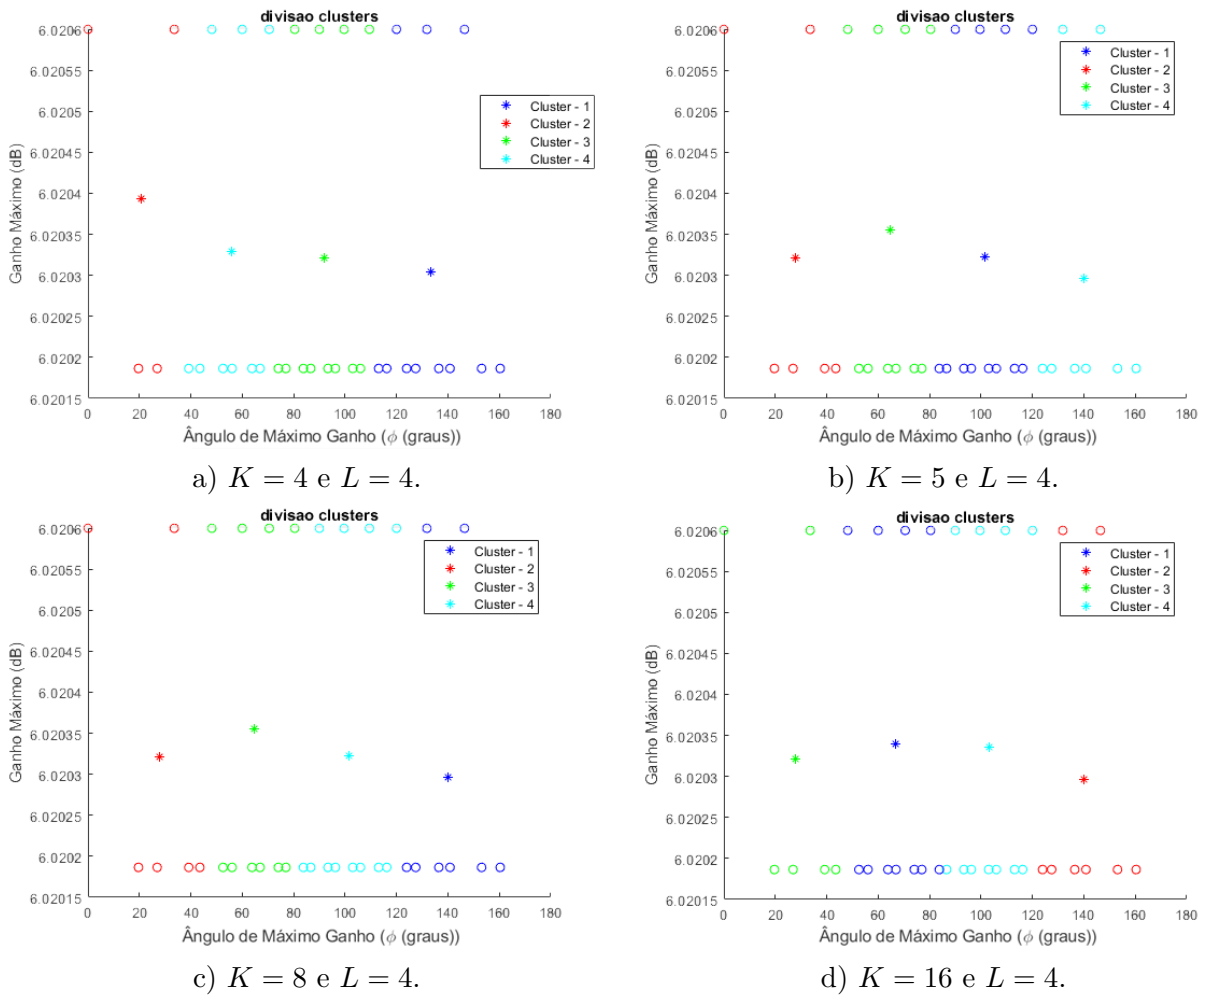 divisao clusters
6.0206
6.02055
6.0205
6.02045
6.0204
6.02035
6.0203
6.02025
6.0202
6.02015
Ganho Máximo (dB)
Cluster - 1
Cluster - 2
Cluster - 3
Cluster - 4
0 20 40 60 80 100 120 140 160 180
Ângulo de Máximo Ganho (ϕ (graus))
a) K = 4 e L = 4.
divisao clusters
6.0206
6.02055
6.0205
6.02045
6.0204
6.02035
6.0203
6.02025
6.0202
6.02015
Ganho Máximo (dB)
Cluster - 1
Cluster - 2
Cluster - 3
Cluster - 4
0 20 40 60 80 100 120 140 160 180
Ângulo de Máximo Ganho (ϕ (graus))
b) K = 5 e L = 4.
divisao clusters
6.0206
6.02055
6.0205
6.02045
6.0204
6.02035
6.0203
6.02025
6.0202
6.02015
Ganho Máximo (dB)
Cluster - 1
Cluster - 2
Cluster - 3
Cluster - 4
0 20 40 60 80 100 120 140 160 180
Ângulo de Máximo Ganho (ϕ (graus))
c) K = 8 e L = 4.
divisao clusters
6.0206
6.02055
6.0205
6.02045
6.0204
6.02035
6.0203
6.02025
6.0202
6.02015
Ganho Máximo (dB)
Cluster - 1
Cluster - 2
Cluster - 3
Cluster - 4
0 20 40 60 80 100 120 140 160 180
Ângulo de Máximo Ganho (ϕ (graus))
d) K = 16 e L = 4.